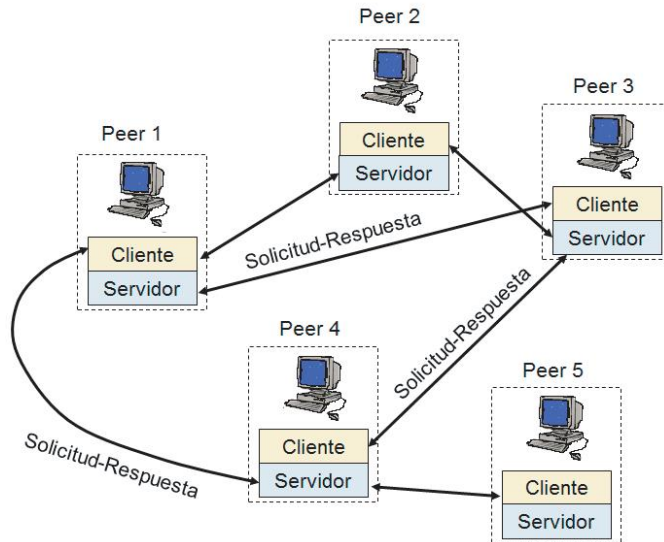 Peer 2
Cliente
Servidor
Peer 3
Cliente
Servidor
Peer 1
Cliente
Servidor
Solicitud-Respuesta
Solicitud-Respuesta
Peer 4
Cliente
Servidor
Peer 5
Cliente
Servidor
Solicitud-Respuesta